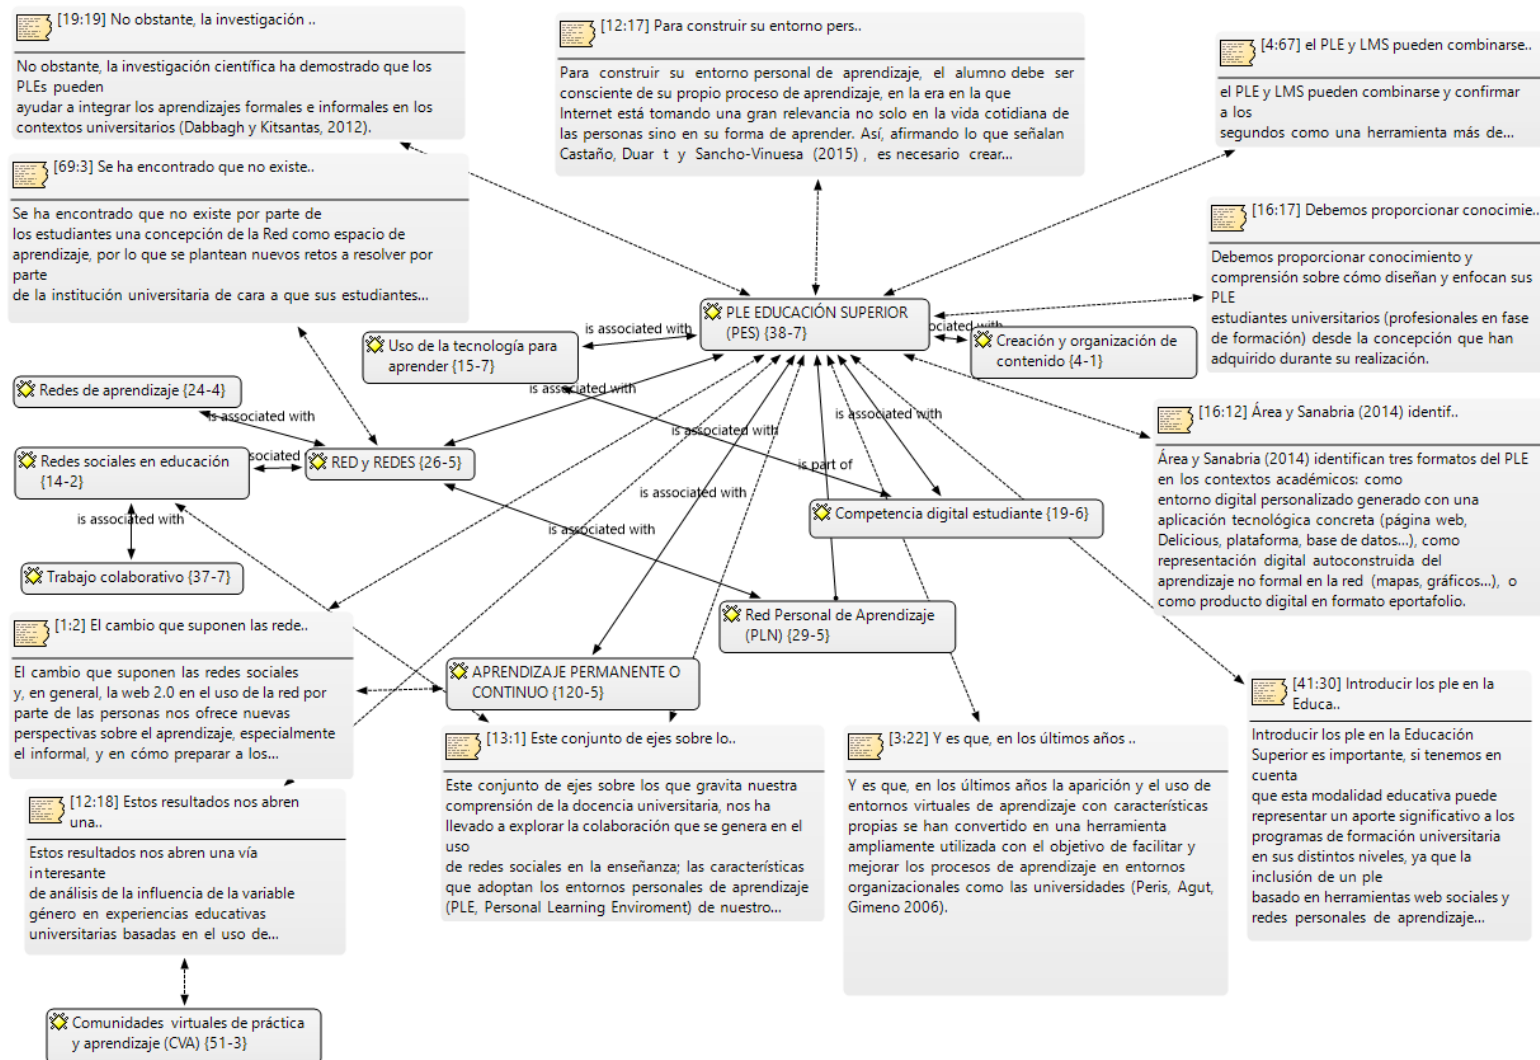 [19:19] No obstante, la investigación ..
No obstante, la investigación científica ha demostrado que los
PLEs pueden
ayudar a integrar los aprendizajes formales e informales en los
contextos universitarios (Dabbagh y Kitsantas, 2012).
[12:17] Para construir su entorno pers..
Para construir su entorno personal de aprendizaje, el alumno debe ser
consciente de su propio proceso de aprendizaje, en la era en la que
Internet está tomando una gran relevancia no solo en la vida cotidiana de
las personas sino en su forma de aprender. Así, afirmando lo que señalan
Castaño, Duar t y Sancho-Vinuesa (2015) , es necesario crear...
[4:67] el PLE y LMS pueden combinarse..
el PLE y LMS pueden combinarse y confirmar
a los
segundos como una herramienta más de...
[69:3] Se ha encontrado que no existe..
Se ha encontrado que no existe por parte de
los estudiantes una concepción de la Red como espacio de
aprendizaje, por lo que se plantean nuevos retos a resolver por
parte
de la institución universitaria de cara a que sus estudiantes...
[16:17] Debemos proporcionar conocimie..
Debemos proporcionar conocimiento y
comprensión sobre cómo diseñan y enfocan sus
PLE
estudiantes universitarios (profesionales en fase
de formación) desde la concepción que han
adquirido durante su realización.
PLE EDUCACIÓN SUPERIOR
(PES) {38-7}
is associated with
Uso de la tecnología para
aprender {15-7}
Creación y organización de
contenido {4-1}
is associated with
Redes de aprendizaje {24-4}
is associated with
is associated with
is associated with
Redes sociales en educación
{14-2}
RED y REDES {26-5}
is part of
is associated with
is associated with
is associated with
Competencia digital estudiante {19-6}
Trabajo colaborativo {37-7}
Red Personal de Aprendizaje
(PLN) {29-5}
[16:12] Área y Sanabria (2014) identif..
Área y Sanabria (2014) identifican tres formatos del PLE
en los contextos académicos: como
entorno digital personalizado generado con una
aplicación tecnológica concreta (página web,
Delicious, plataforma, base de datos...), como
representación digital autoconstruida del
aprendizaje no formal en la red (mapas, gráficos...), o
como producto digital en formato eportafolio.
[1:2] El cambio que suponen las rede..
El cambio que suponen las redes sociales
y, en general, la web 2.0 en el uso de la red por
parte de las personas nos ofrece nuevas
perspectivas sobre el aprendizaje, especialmente
el informal, y en cómo preparar a los...
APRENDIZAJE PERMANENTE O
CONTINUO {120-5}
[13:1] Este conjunto de ejes sobre lo..
Este conjunto de ejes sobre los que gravita nuestra
comprensión de la docencia universitaria, nos ha
llevado a explorar la colaboración que se genera en el
uso
de redes sociales en la enseñanza; las características
que adoptan los entornos personales de aprendizaje
(PLE, Personal Learning Enviroment) de nuestro...
[3:22] Y es que, en los últimos años ..
Y es que, en los últimos años la aparición y el uso de
entornos virtuales de aprendizaje con características
propias se han convertido en una herramienta
ampliamente utilizada con el objetivo de facilitar y
mejorar los procesos de aprendizaje en entornos
organizacionales como las universidades (Peris, Agut,
Gimeno 2006).
[41:30] Introducir los ple en la
Educa..
Introducir los ple en la Educación
Superior es importante, si tenemos en
cuenta
que esta modalidad educativa puede
representar un aporte significativo a los
programas de formación universitaria
en sus distintos niveles, ya que la
inclusión de un ple
basado en herramientas web sociales y
redes personales de aprendizaje...
[12:18] Estos resultados nos abren
una..
Estos resultados nos abren una vía
interesante
de análisis de la influencia de la variable
género en experiencias educativas
universitarias basadas en el uso de...
Comunidades virtuales de práctica
y aprendizaje (CVA) {51-3}